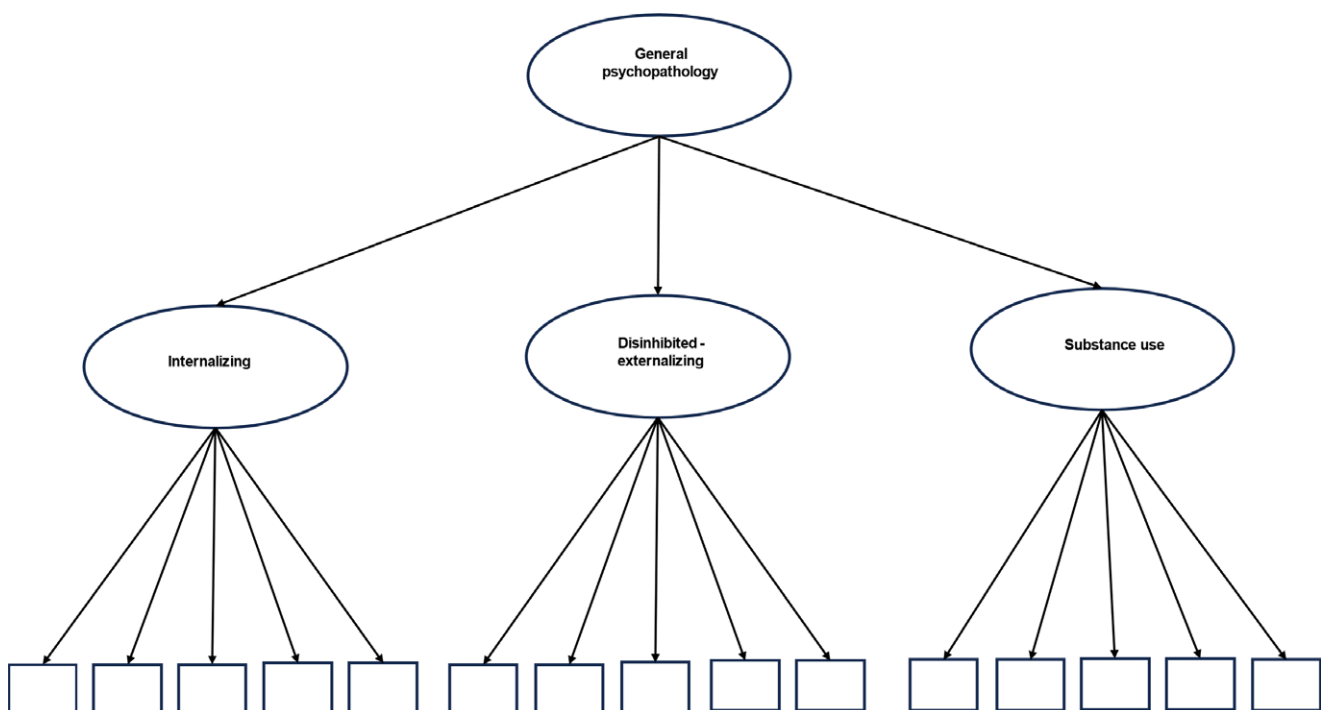 General
psychopathology
Internalizing
Disinhibited -
externalizing
Substance use